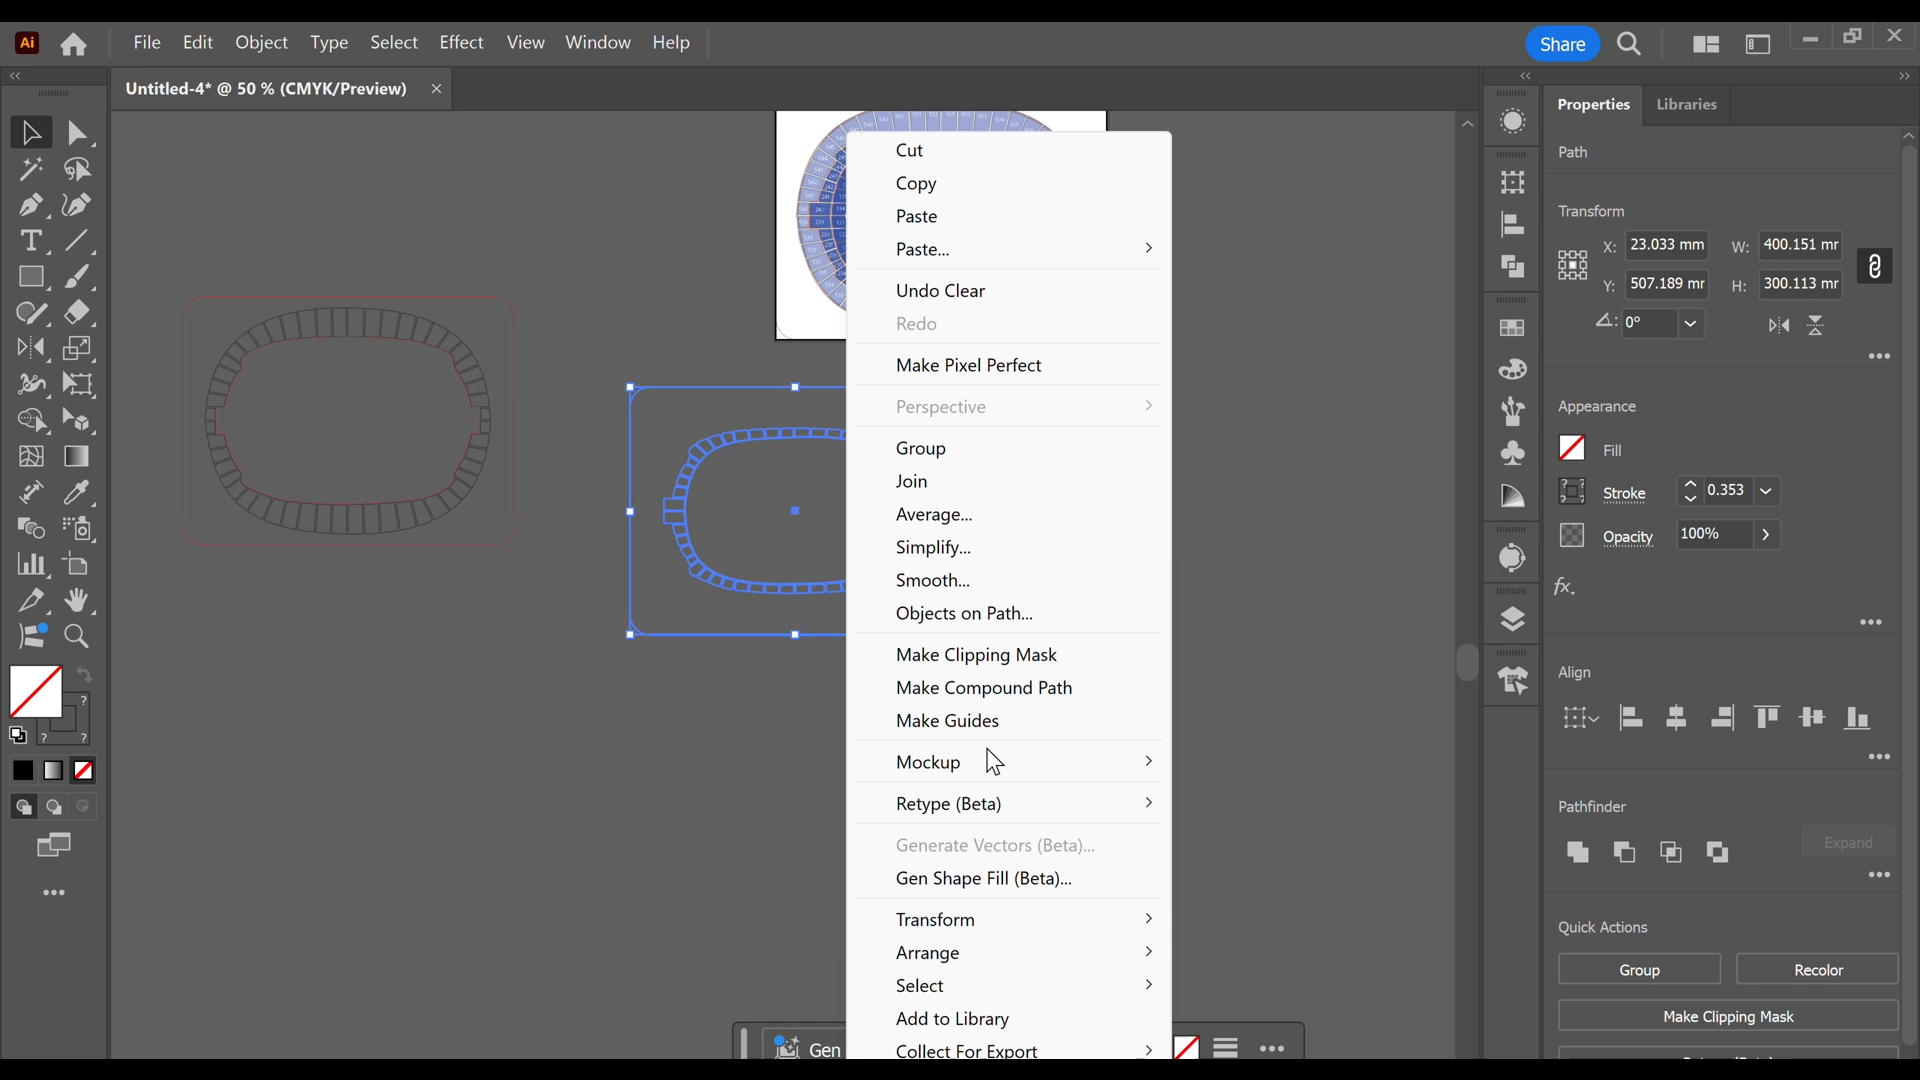 Ai
File Edit Object Type Select Effect View Window Help
Share
Untitled-4* @ 50 % (CMYK/Preview)
Cut
Copy
Paste
Paste...
Undo Clear
Redo
Make Pixel Perfect
Perspective
Group
Join
Average...
Simplify...
Smooth...
Objects on Path...
Make Clipping Mask
Make Compound Path
Make Guides
Mockup
Retype (Beta)
Generate Vectors (Beta)...
Gen Shape Fill (Beta)...
Transform
Arrange
Select
Add to Library
Collect For Export
Gen
Properties Libraries
Path
Transform
X: 23.033 mm W: 400.151 mr
Y: 507.189 mr H: 300.113 mr
0°
Appearance
Fill
Stroke 0.353
Opacity 100%
fx.
Align
Pathfinder
Expand
Quick Actions
Group Recolor
Make Clipping Mask